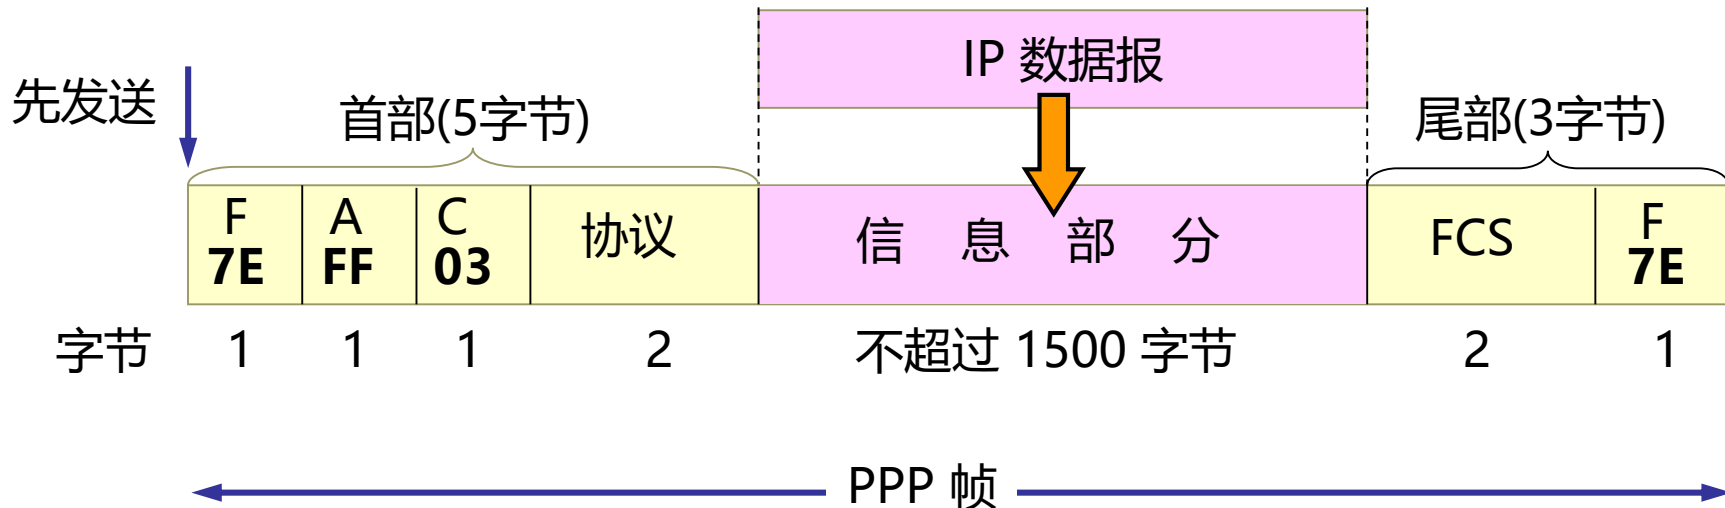 IP 数据报
先发送
首部(5字节)
尾部(3字节)
F A C 协议 信息部分 FCS F
7E FF 03 7E
字节 1 1 1 2 不超过 1500 字节 2 1
PPP 帧